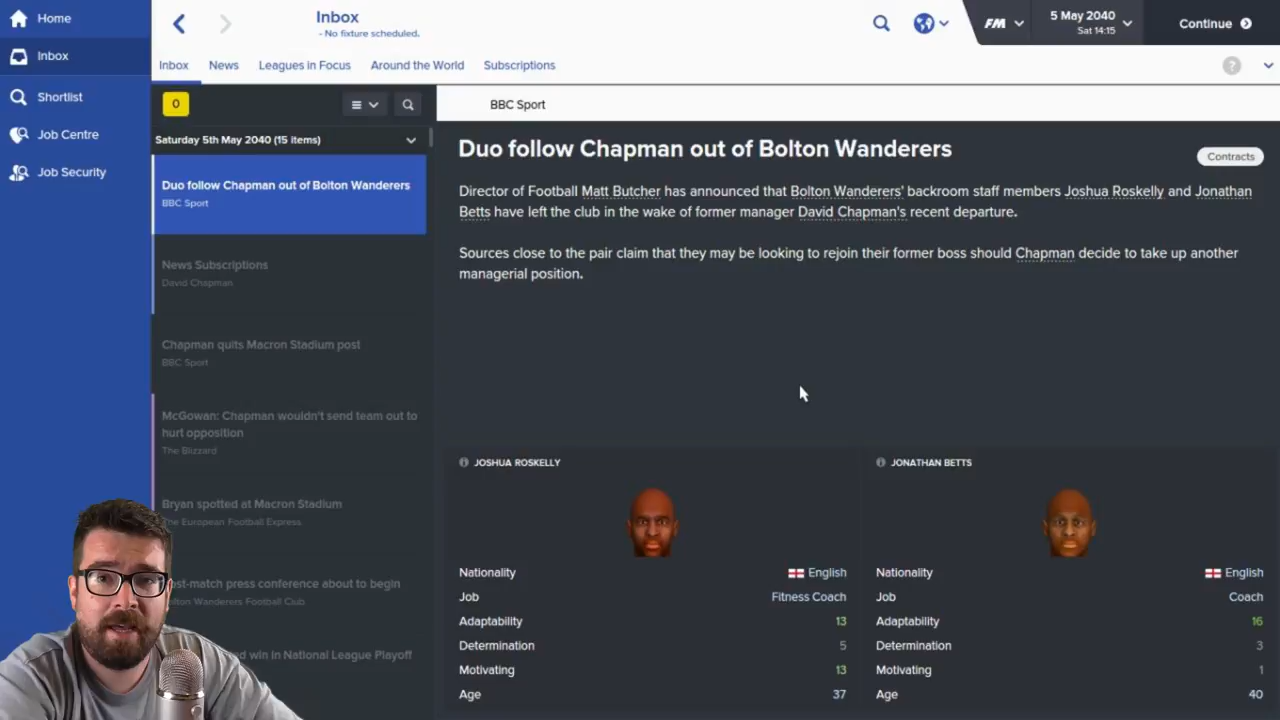 Home
Inbox
Shortlist
Job Centre
Job Security
Inbox
- No fixture scheduled.
FM
5 May 2040
Sat 14:15
Continue
Inbox
News
Leagues in Focus
Around the World
Subscriptions
?
0
Saturday 5th May 2040 (15 items)
Duo follow Chapman out of Bolton Wanderers
BBC Sport
News Subscriptions
David Chapman
Chapman quits Macron Stadium post
BBC Sport
McGowan: Chapman wouldn't send team out to
hurt opposition
The Blizzard
Bryan spotted at Macron Stadium
The European Football Express
press conference about to begin
Wanderers Football Club
win in National League Playoff
BBC Sport
Duo follow Chapman out of Bolton Wanderers
Contracts
Director of Football Matt Butcher has announced that Bolton Wanderers' backroom staff members Joshua Roskelly and Jonathan
Betts have left the club in the wake of former manager David Chapman's recent departure.
Sources close to the pair claim that they may be looking to rejoin their former boss should Chapman decide to take up another
managerial position.
JOSHUA ROSKELLY
Nationality English
Job Fitness Coach
Adaptability 13
Determination 5
Motivating 13
Age 37
JONATHAN BETTS
Nationality English
Job Coach
Adaptability 16
Determination 3
Motivating 1
Age 40